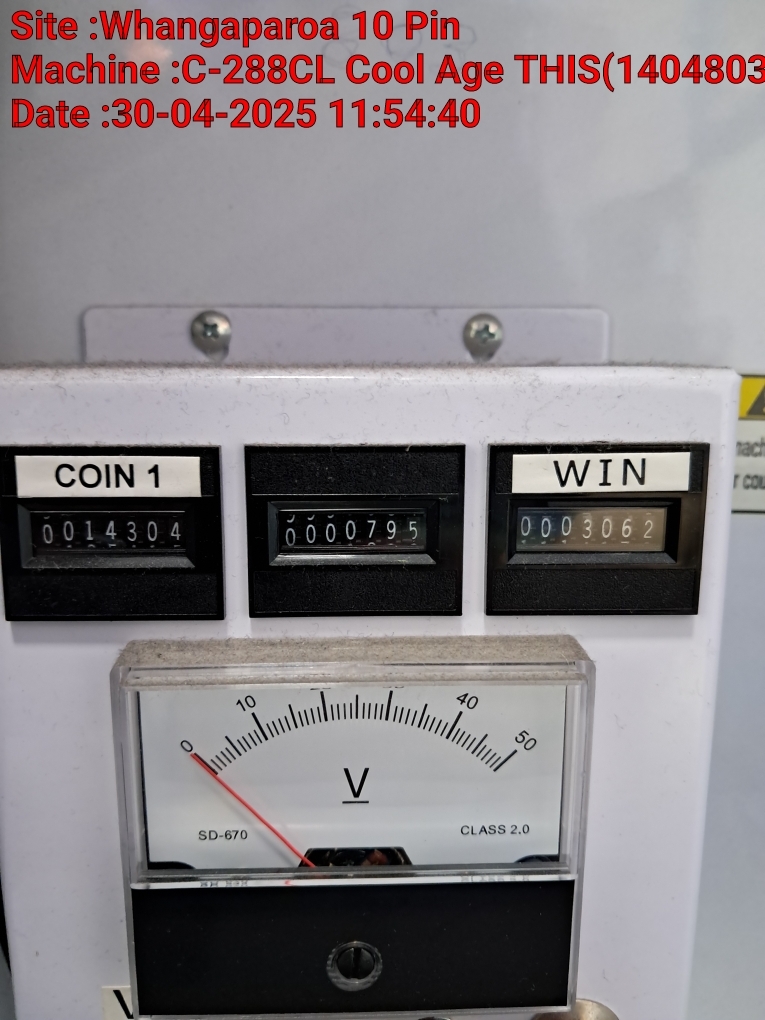 Site :Whangaparoa 10 Pin
Machine :C-288CL Cool Age THIS(1404803
Date :30-04-2025 11:54:40
COIN 1
WIN
0014304
0000795
0003062
0 10 40 50
V
SD-670
CLASS 2.0